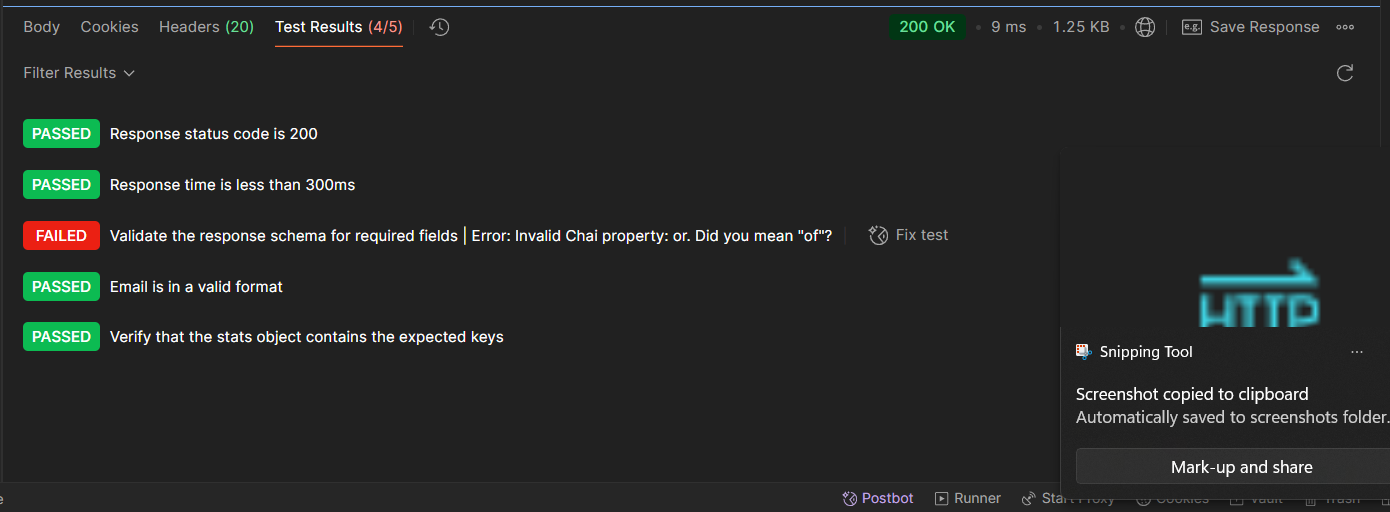 Body Cookies Headers (20) Test Results (4/5) 200 OK • 9 ms • 1.25 KB e.g. Save Response
Filter Results
PASSED Response status code is 200
PASSED Response time is less than 300ms
FAILED Validate the response schema for required fields | Error: Invalid Chai property: or. Did you mean "of"? Fix test
PASSED Email is in a valid format
PASSED Verify that the stats object contains the expected keys
HTTP
Snipping Tool
Screenshot copied to clipboard
Automatically saved to screenshots folder.
Mark-up and share
Postbot Runner Start Proxy Cookies Vault Trash